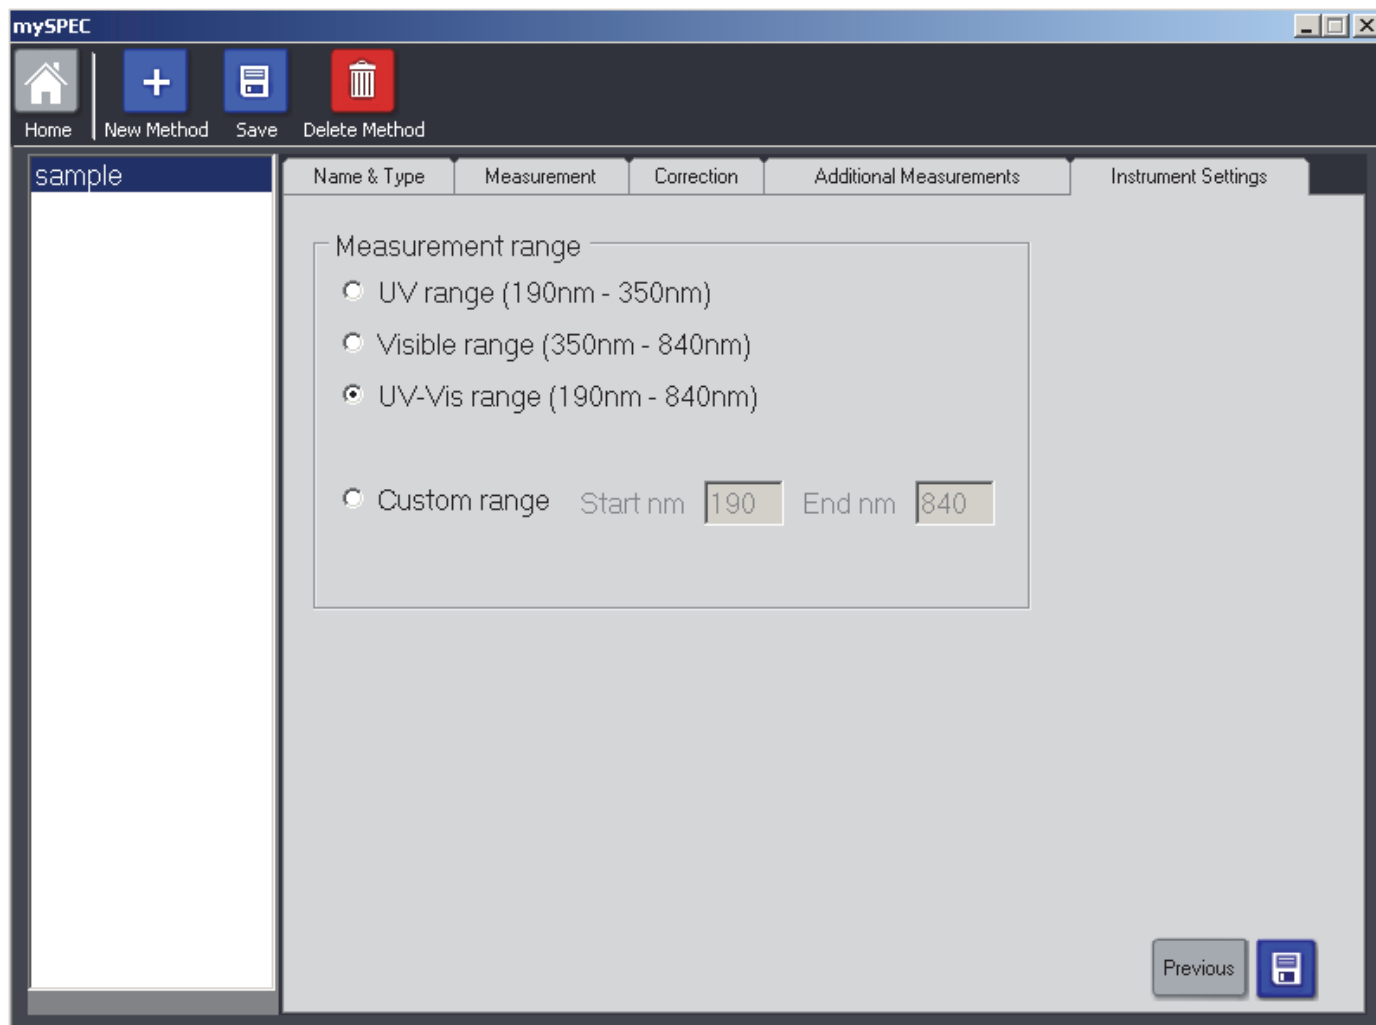 mySPEC
Home New Method Save Delete Method
sample
Name & Type Measurement Correction Additional Measurements Instrument Settings
Measurement range
UV range (190nm - 350nm)
Visible range (350nm - 840nm)
UV-Vis range (190nm - 840nm)
Custom range Start nm 190 End nm 840
Previous